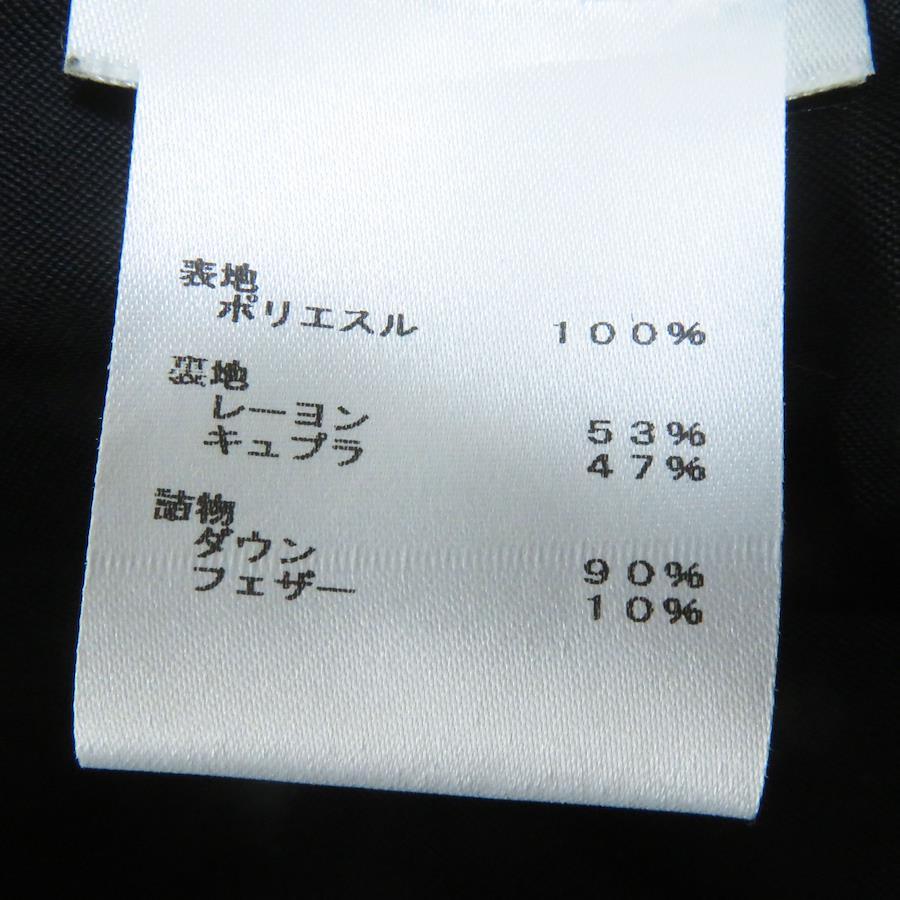 表地
ポリエスル 100%
裏地
レーヨン 53%
キュプラ 47%
詰物
ダウン 90%
フェザー 10%